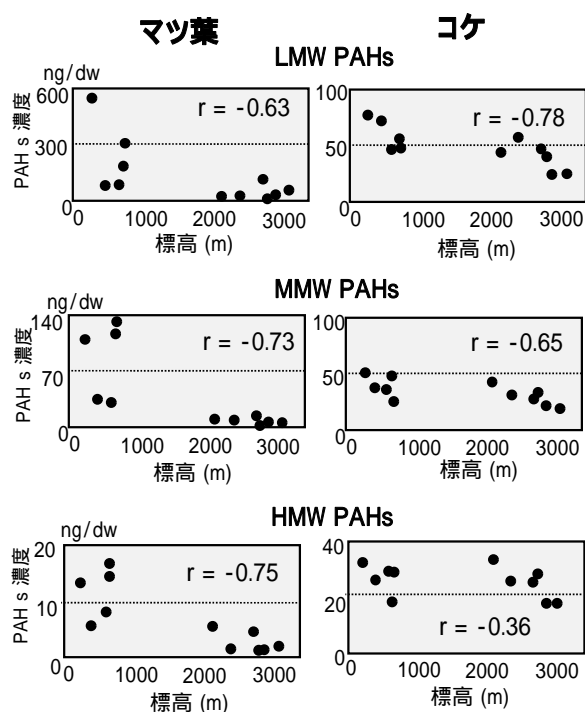 マツ葉 コケ
LMW PAHs
ng/dw
600 100
r = -0.63 r = -0.78
PAH s 濃度
300 50
0 0
0 1000 2000 3000 0 1000 2000 3000
標高 (m) 標高 (m)
MMW PAHs
ng/dw
140 100
r = -0.73 r = -0.65
PAH s 濃度
70 50
0 0
0 1000 2000 3000 0 1000 2000 3000
標高 (m) 標高 (m)
HMW PAHs
ng/dw
20 40
r = -0.75
PAH s 濃度
10 20
r = -0.36
0 0
0 1000 2000 3000 0 1000 2000 3000
標高 (m) 標高 (m)